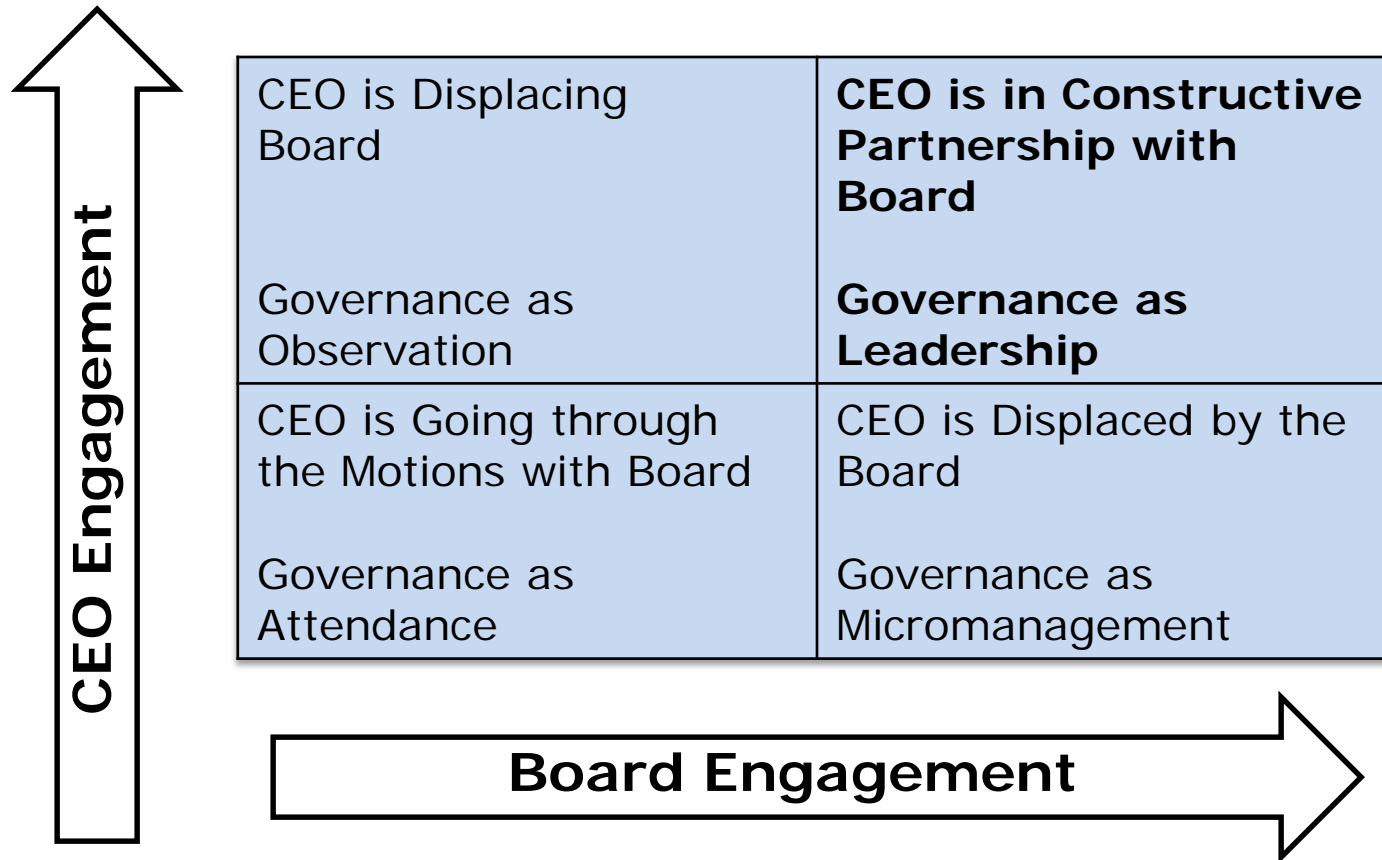 CEO Engagement
CEO is Displacing
Board
Governance as
Observation
CEO is in Constructive
Partnership with
Board
Governance as
Leadership
CEO is Going through
the Motions with Board
Governance as
Attendance
CEO is Displaced by the
Board
Governance as
Micromanagement
Board Engagement